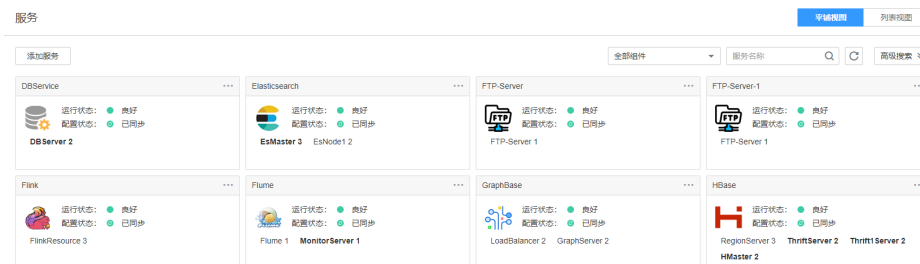 服务 平铺视图 列表视图
添加服务 全部组件 服务名称 高级搜索
DBService Elasticsearch FTP-Server FTP-Server-1
运行状态： 良好 运行状态： 良好 运行状态： 良好 运行状态： 良好
配置状态： 已同步 配置状态： 已同步 配置状态： 已同步 配置状态： 已同步
DBServer 2 EsMaster 3 EsNode1 2 FTP-Server 1 FTP-Server 1
Flink Flume GraphBase HBase
运行状态： 良好 运行状态： 良好 运行状态： 良好 运行状态： 良好
配置状态： 已同步 配置状态： 已同步 配置状态： 已同步 配置状态： 已同步
FlinkResource 3 Flume 1 MonitorServer 1 LoadBalancer 2 GraphServer 2 RegionServer 3 ThriftServer 2 Thrift1Server 2
HMaster 2